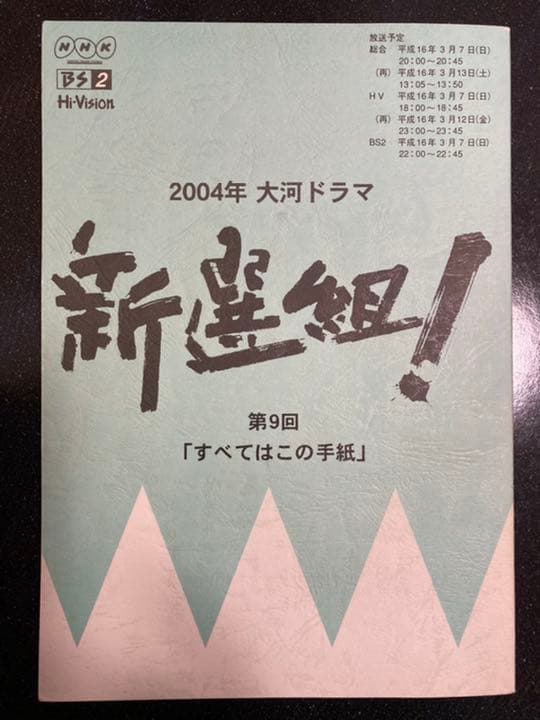 NHK
BS2
Hi-Vision
放送予定
総合 平成16年3月7日(日)
20:00~20:45
(再) 平成16年3月13日(土)
13:05~13:50
HV 平成16年3月7日(日)
18:00~18:45
(再) 平成16年3月12日(金)
23:00~23:45
BS2 平成16年3月7日(日)
22:00~22:45
2004年 大河ドラマ
新選組!
第9回
「すべてはこの手紙」